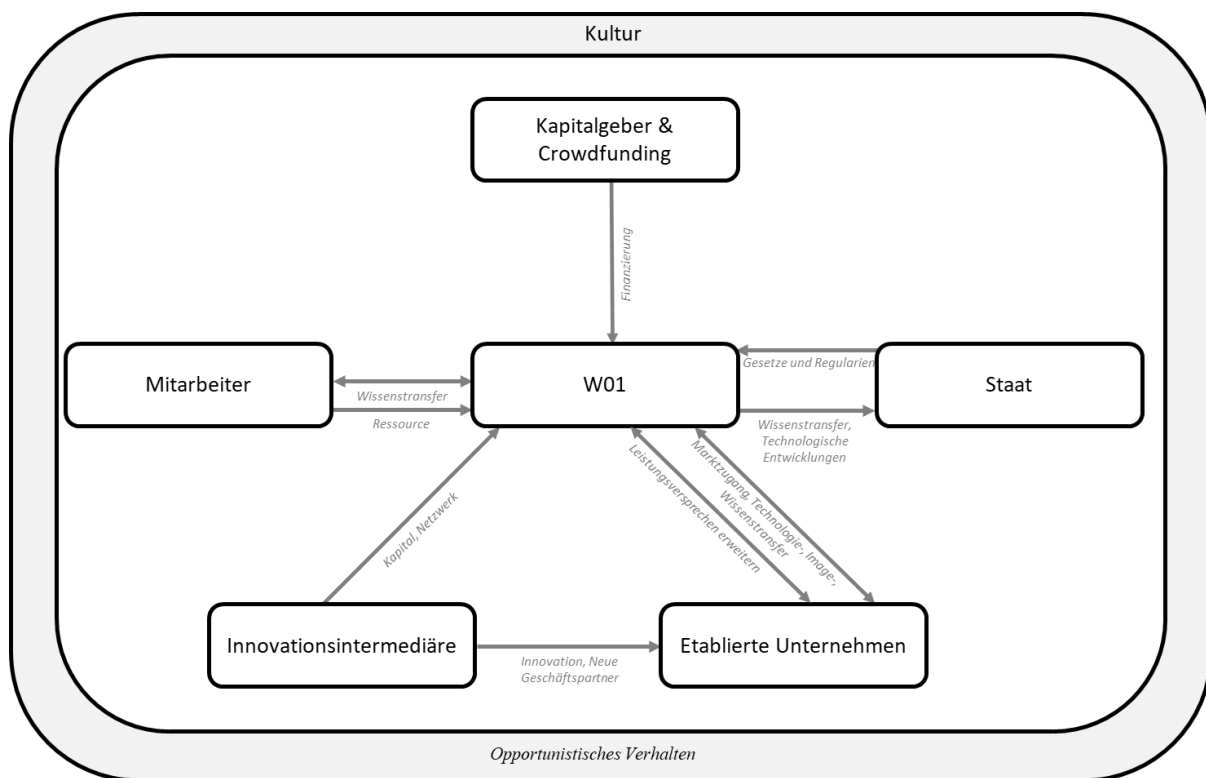 Kultur
Kapitalgeber &
Crowdfunding
Finanzierung
Mitarbeiter
Wissenstransfer
Ressource
W01
Gesetze und Regularien
Staat
Wissenstransfer,
Technologische
Entwicklungen
Kapital, Netzwerk
Leistungsversprechen erweitern
Marktzugang, Technologie-, Image-,
Wissenstransfer
Innovationsintermediäre
Innovation, Neue
Geschäftspartner
Etablierte Unternehmen
Opportunistisches Verhalten